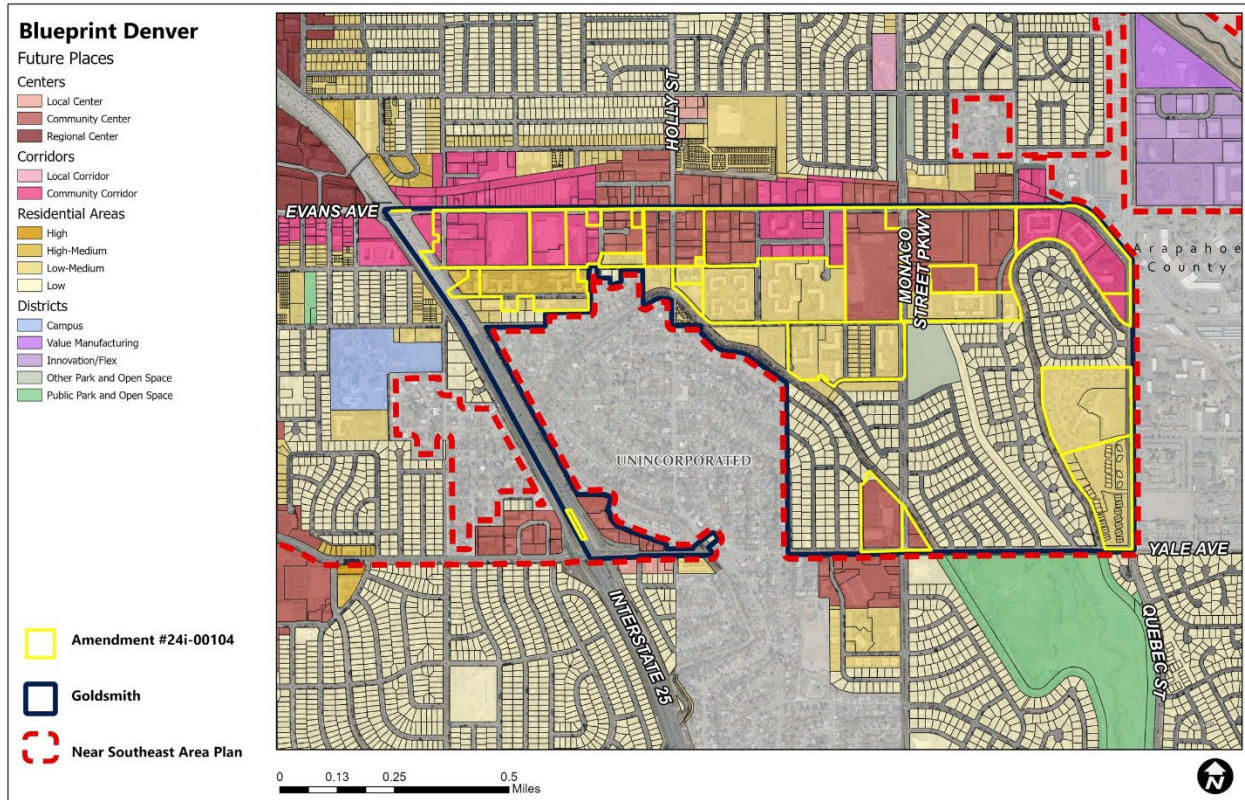 Blueprint Denver
Future Places
Centers
Local Center
Community Center
Regional Center
Corridors
Local Corridor
Community Corridor
Residential Areas
High
High-Medium
Low-Medium
Low
Districts
Campus
Value Manufacturing
Innovation/Flex
Other Park and Open Space
Public Park and Open Space
Amendment #24i-00104
Goldsmith
Near Southeast Area Plan
HOLLY ST
EVANS AVE
MONACO
STREET PKWY
Arapahoe
County
UNINCORPORATED
YALE AVE
INTERSTATE 25
QUEBEC ST
0 0.13 0.25 0.5
Miles
N